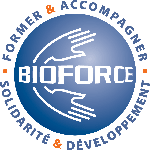 FORMER & ACCOMPAGNER
BIOFORCE
SOLIDARITÉ & DÉVELOPPEMENT